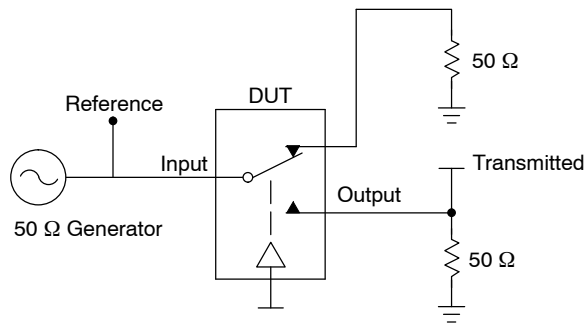 50 Ω
DUT
Reference
Transmitted
Input
Output
50 Ω Generator
50 Ω